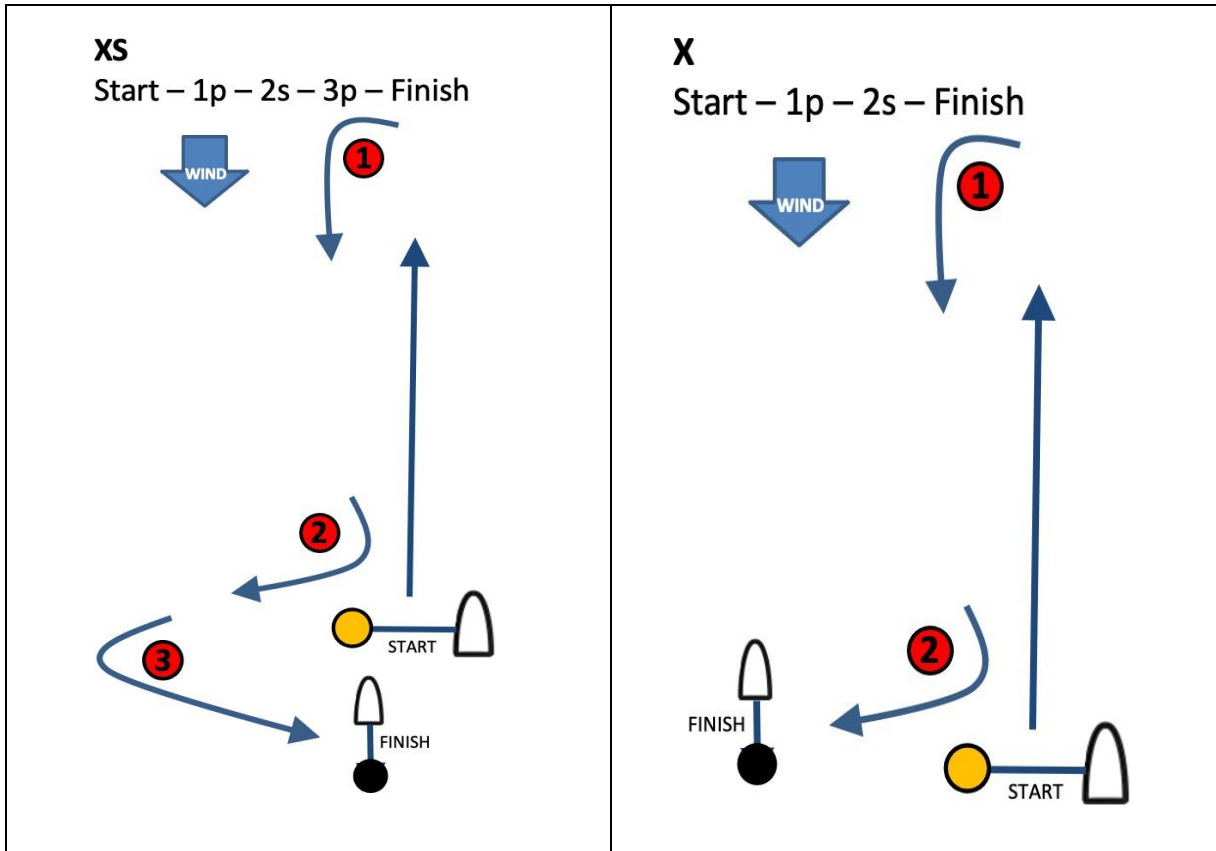 XS
Start – 1p – 2s – 3p – Finish
WIND
1
2
START
3
FINISH
X
Start – 1p – 2s – Finish
WIND
1
2
FINISH
START